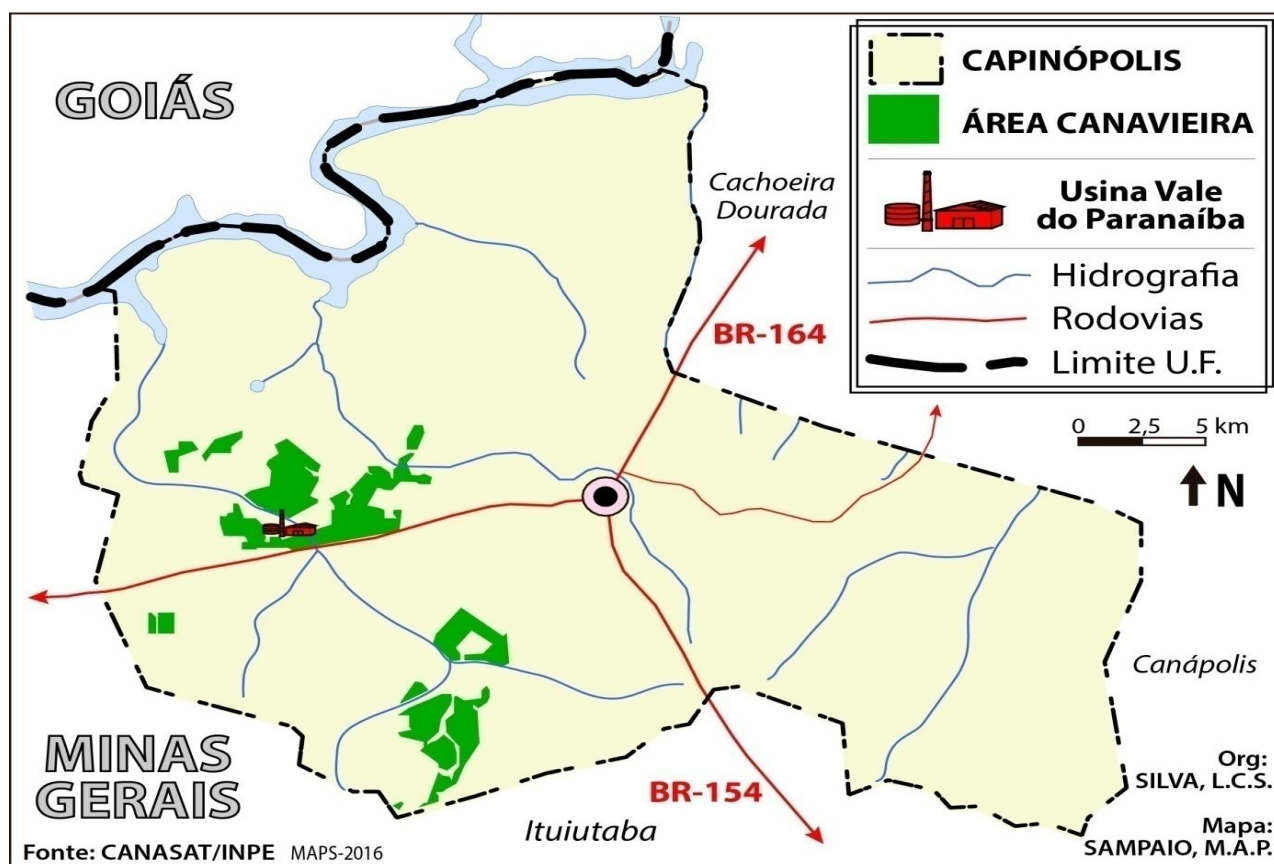 GOIÁS
CAPINÓPOLIS
ÁREA CANAVIEIRA
Usina Vale
do Paranaíba
Hidrografia
Rodovias
Limite U.F.
Cachoeira
Dourada
BR-164
0 2,5 5 km
N
Canápolis
MINAS
GERAIS
BR-154
Ituiutaba
Org:
SILVA, L.C.S.
Mapa:
SAMPAIO, M.A.P.
Fonte: CANASAT/INPE MAPS-2016